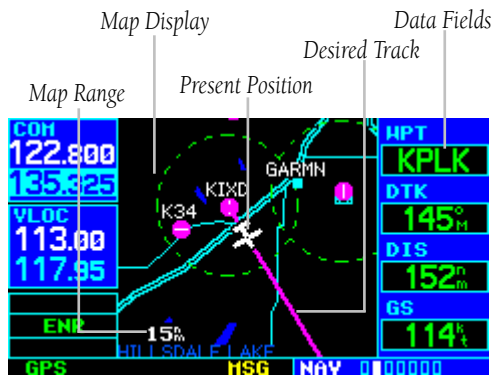 Map Display
Data Fields
Desired Track
Map Range
Present Position
COM
122.800
135.325
VLOC
113.00
117.95
ENR
GPS
KIXD
K34
GARMN
15nm
HILLSDALE LAKE
MSG
NAV
WPT
KPLK
DTK
145°M
DIS
152nm
GS
114kt